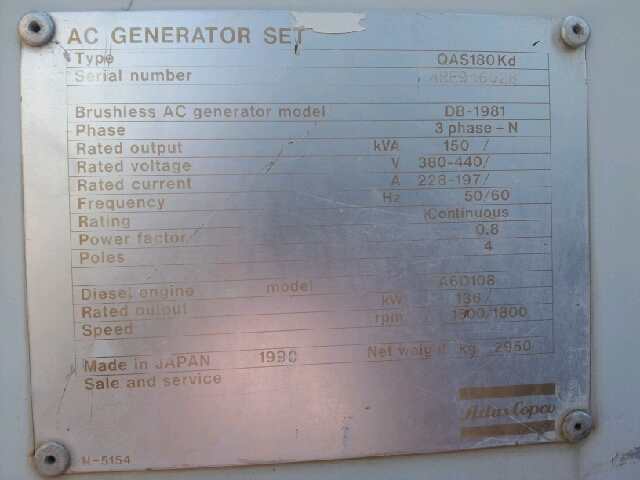 AC GENERATOR SET
Type QAS180Kd
Serial number
Brushless AC generator model DB-1981
Phase 3 phase-N
Rated output kVA 150 /
Rated voltage V 380-440/
Rated current A 228-197/
Frequency Hz 50/60
Rating Continuous
Power factor 0.8
Poles 4
Diesel engine model A6D108
Rated output kW 136/
Speed rpm 1500/1800
Made in JAPAN 1990 Net weight kg 2950
Sale and service
Atlas Copco
N-5154